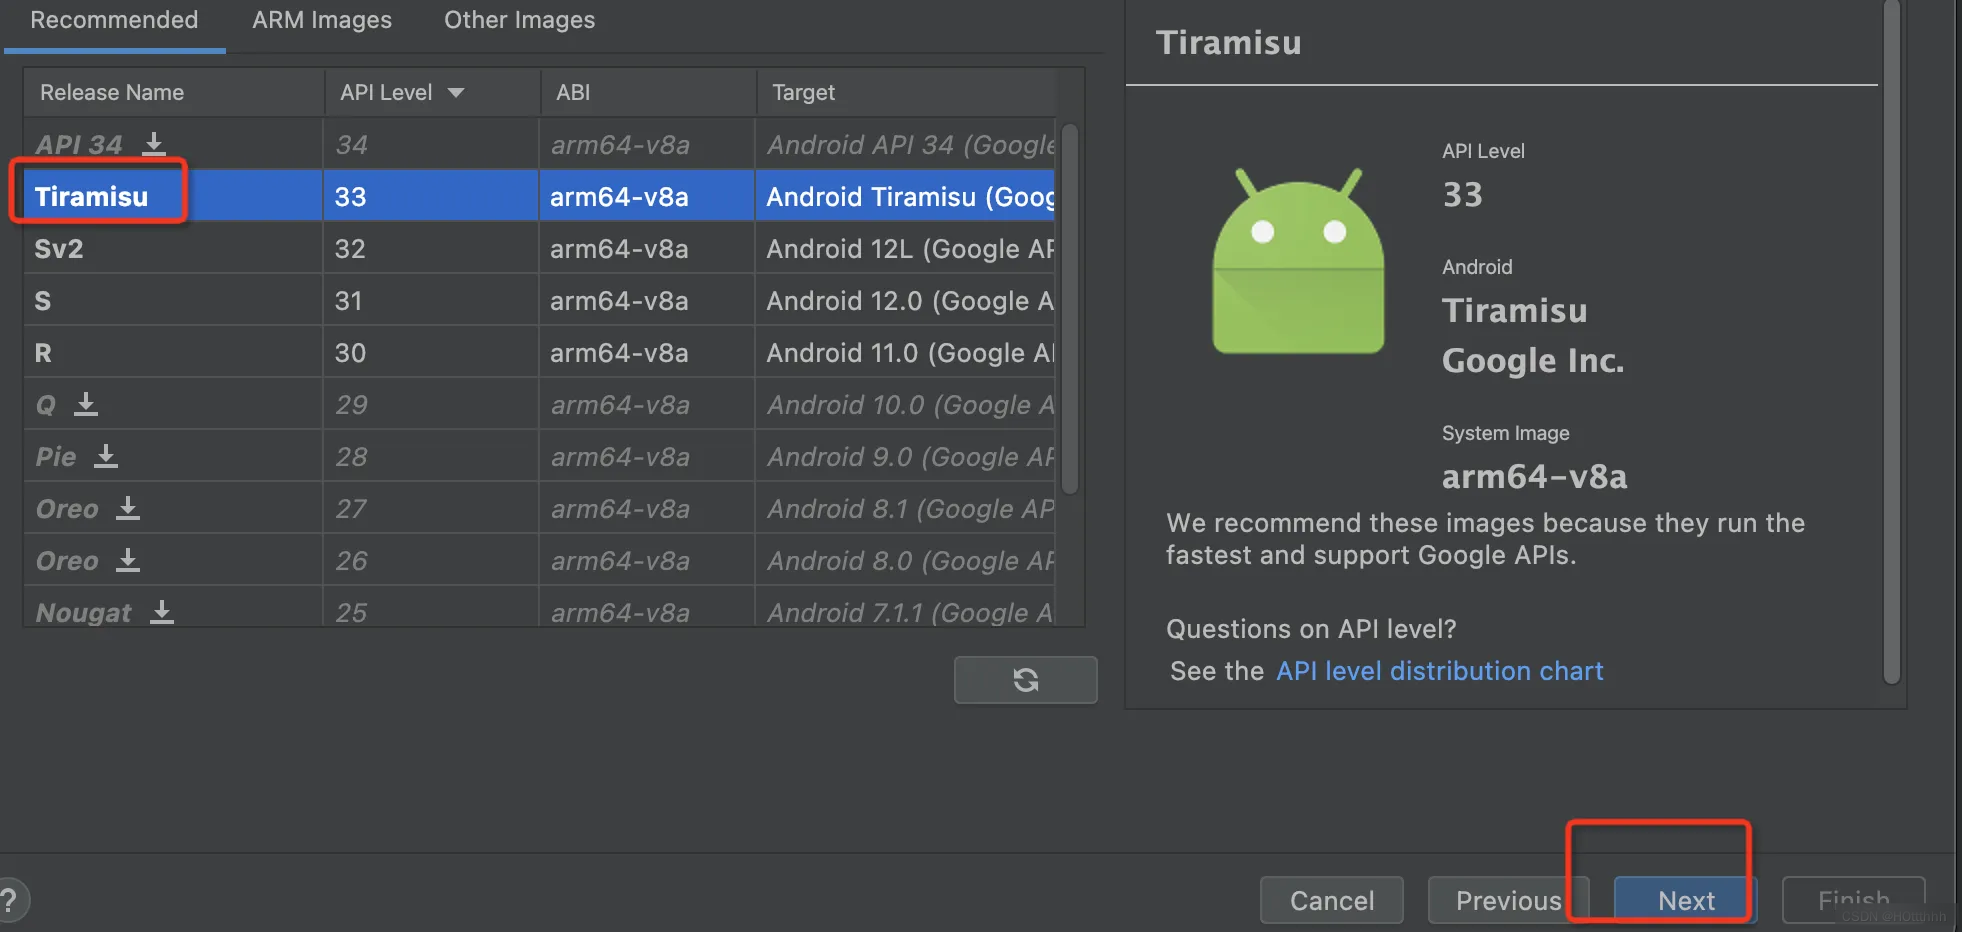 Recommended ARM Images Other Images
Release Name API Level ABI Target
API 34 34 arm64-v8a Android API 34 (Google
Tiramisu 33 arm64-v8a Android Tiramisu (Goog
Sv2 32 arm64-v8a Android 12L (Google AP
S 31 arm64-v8a Android 12.0 (Google A
R 30 arm64-v8a Android 11.0 (Google AP
Q 29 arm64-v8a Android 10.0 (Google A
Pie 28 arm64-v8a Android 9.0 (Google AP
Oreo 27 arm64-v8a Android 8.1 (Google AP
Oreo 26 arm64-v8a Android 8.0 (Google AP
Nougat 25 arm64-v8a Android 7.1.1 (Google A
Tiramisu
API Level
33
Android
Tiramisu
Google Inc.
System Image
arm64-v8a
We recommend these images because they run the
fastest and support Google APIs.
Questions on API level?
See the API level distribution chart
? Cancel Previous Next Finish
CSDN